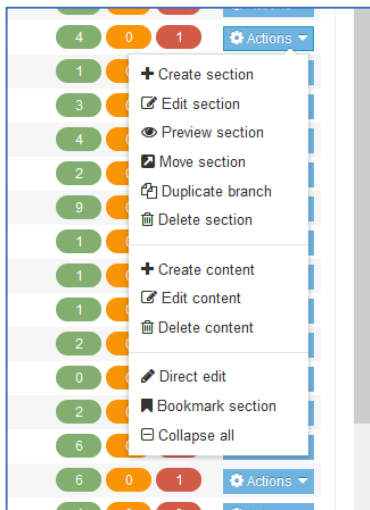 4 0 1 Actions
1 Create section
3 Edit section
4 Preview section
2 Move section
Duplicate branch
9 Delete section
1
1 Create content
1 Edit content
2 Delete content
0 Direct edit
2 Bookmark section
6 Collapse all
6 0 1 Actions